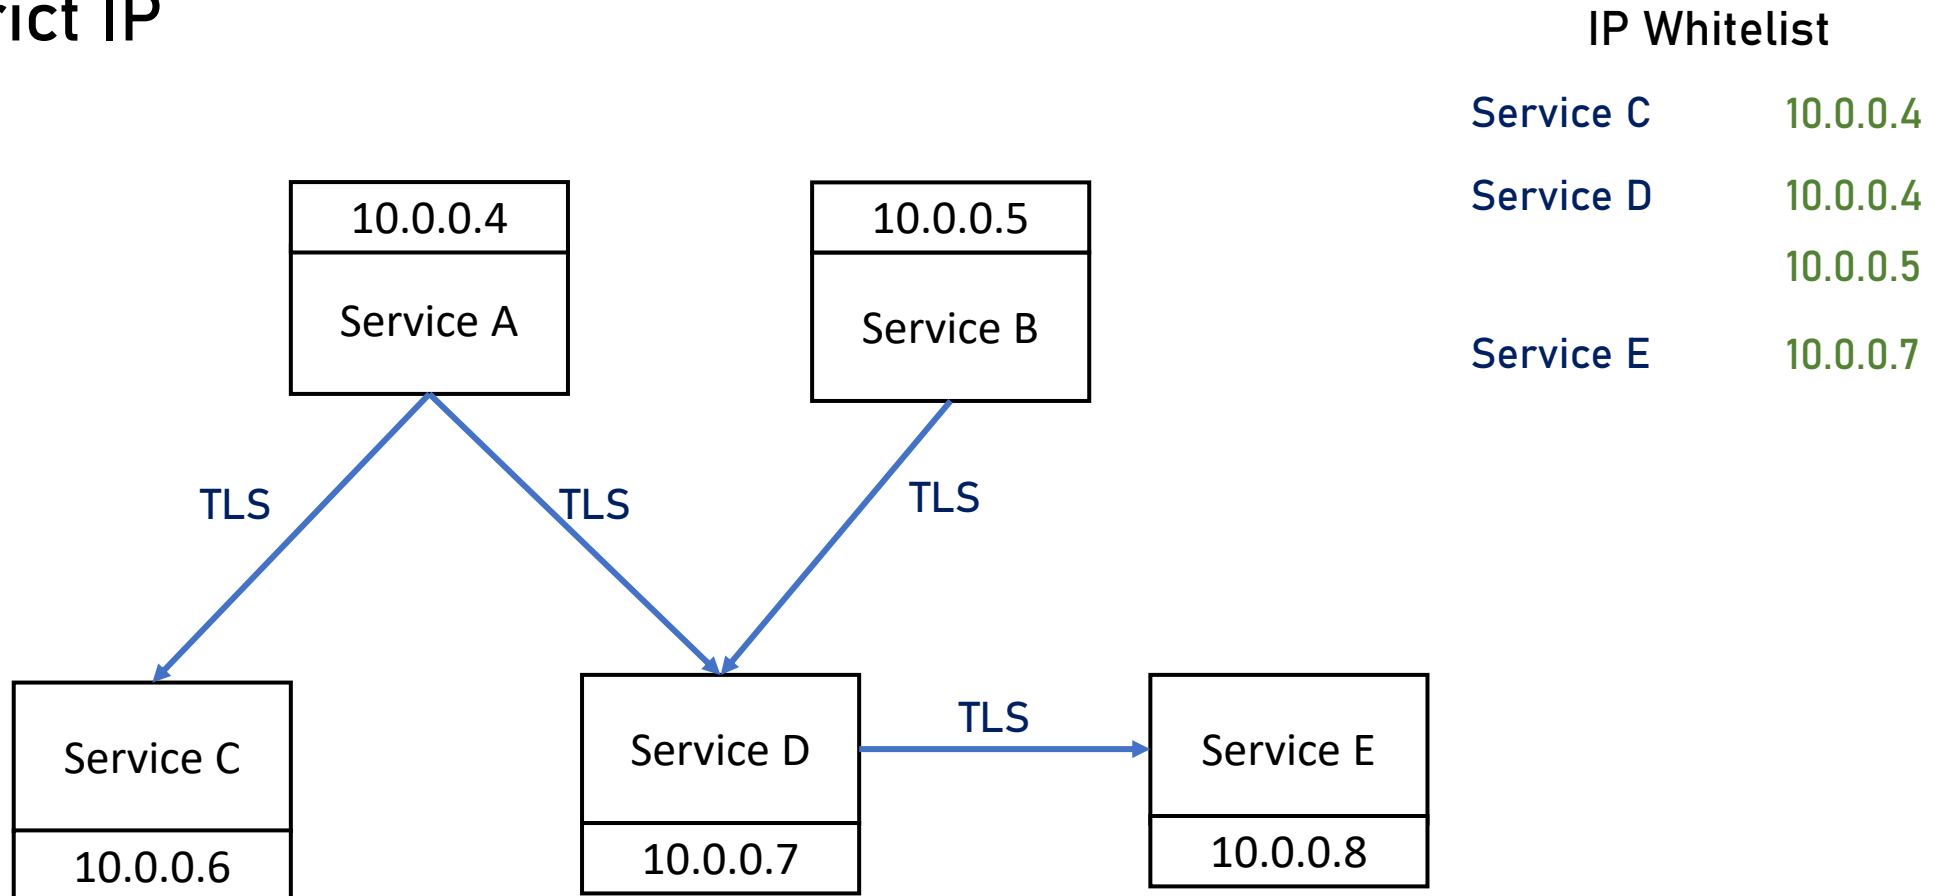 rict IP
IP Whitelist
Service C 10.0.0.4
Service D 10.0.0.4
10.0.0.5
Service E 10.0.0.7
10.0.0.4
Service A
10.0.0.5
Service B
TLS
TLS
TLS
Service C
10.0.0.6
Service D
10.0.0.7
TLS
Service E
10.0.0.8